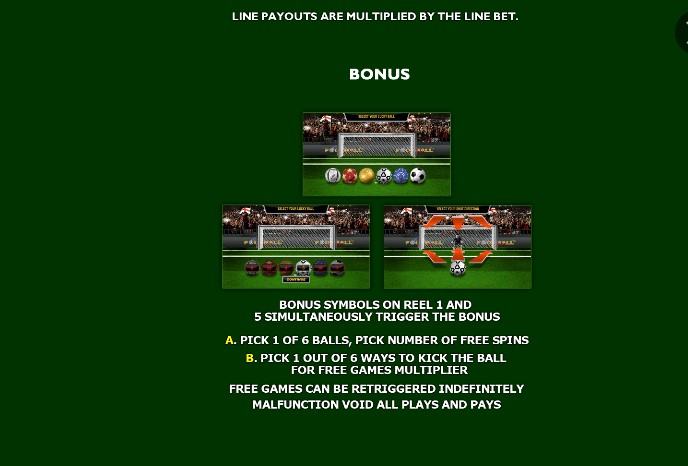 LINE PAYOUTS ARE MULTIPLIED BY THE LINE BET.
BONUS
BONUS SYMBOLS ON REEL 1 AND
5 SIMULTANEOUSLY TRIGGER THE BONUS
A. PICK 1 OF 6 BALLS, PICK NUMBER OF FREE SPINS
B. PICK 1 OUT OF 6 WAYS TO KICK THE BALL
FOR FREE GAMES MULTIPLIER
FREE GAMES CAN BE RETRIGGERED INDEFINITELY
MALFUNCTION VOID ALL PLAYS AND PAYS